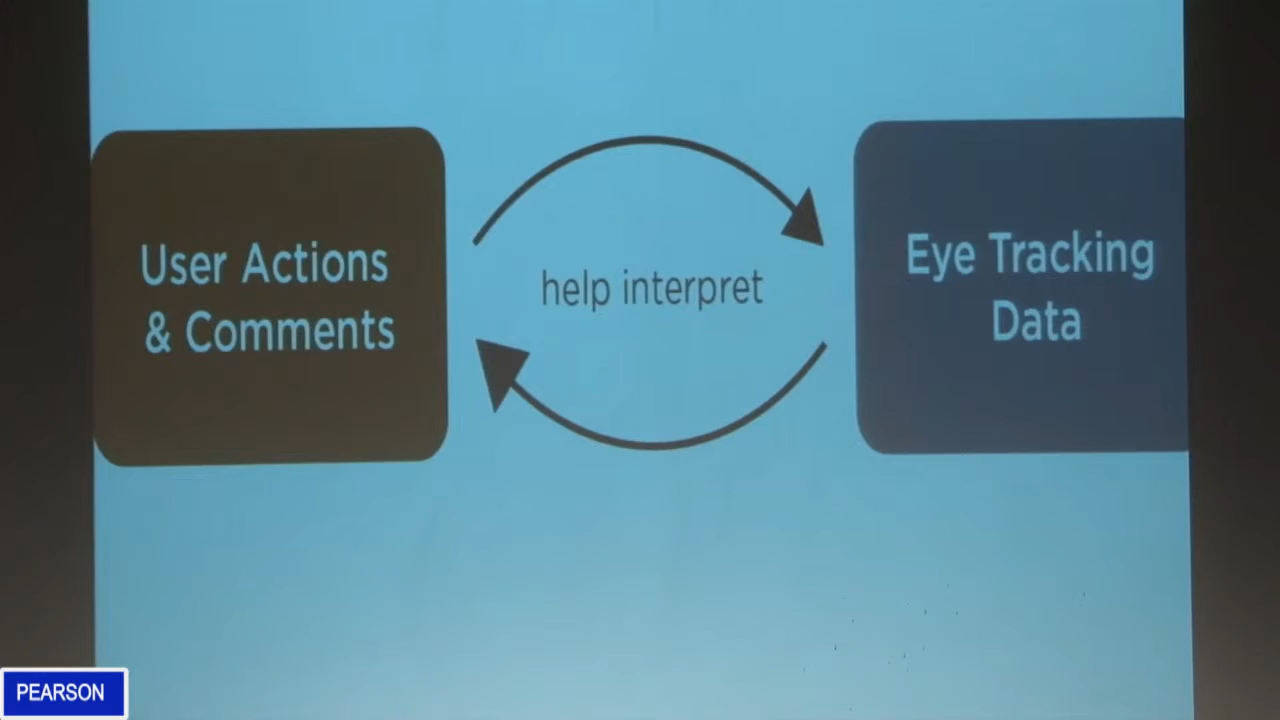 User Actions
& Comments
help interpret
Eye Tracking
Data
PEARSON